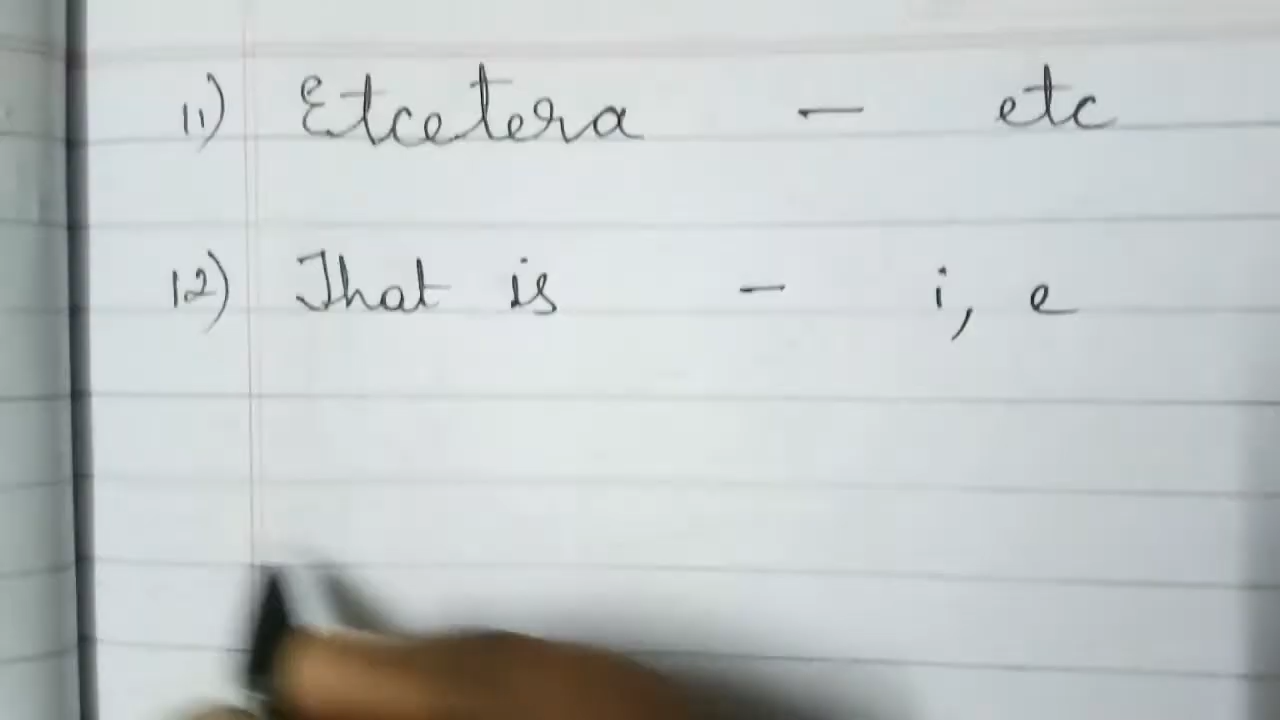 11) Etcetera - etc
12) That is - i, e